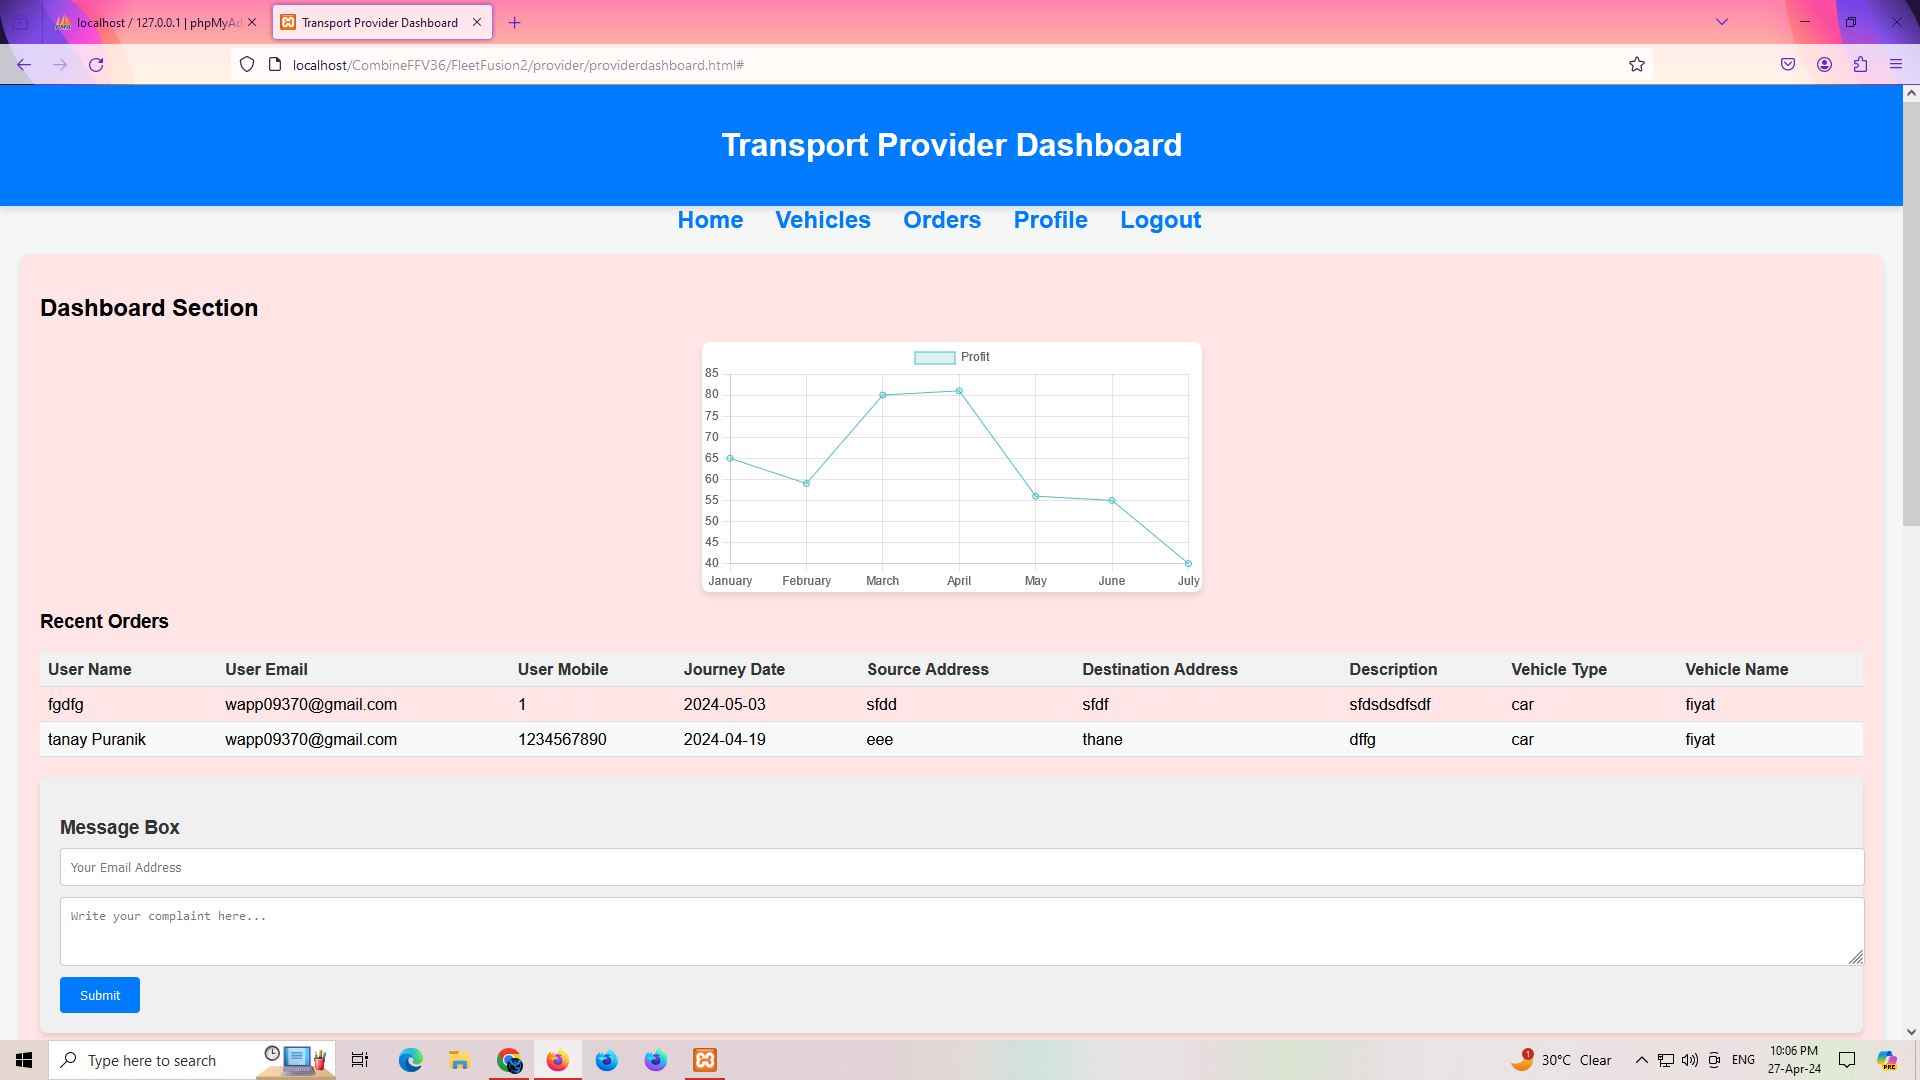 localhost / 127.0.0.1 | phpMyAd
Transport Provider Dashboard
localhost/CombineFFV36/FleetFusion2/provider/providerdashboard.html#
Transport Provider Dashboard
Home Vehicles Orders Profile Logout
Dashboard Section
Profit
85
80
75
70
65
60
55
50
45
40
January February March April May June July
Recent Orders
User Name User Email User Mobile Journey Date Source Address Destination Address Description Vehicle Type Vehicle Name
fgdfg wapp09370@gmail.com 1 2024-05-03 sfdd sfdf sfdsdsdfsdf car fiyat
tanay Puranik wapp09370@gmail.com 1234567890 2024-04-19 eee thane dffg car fiyat
Message Box
Your Email Address
Write your complaint here...
Submit
Type here to search
1
30°C Clear
ENG
10:06 PM
27-Apr-24
PRE